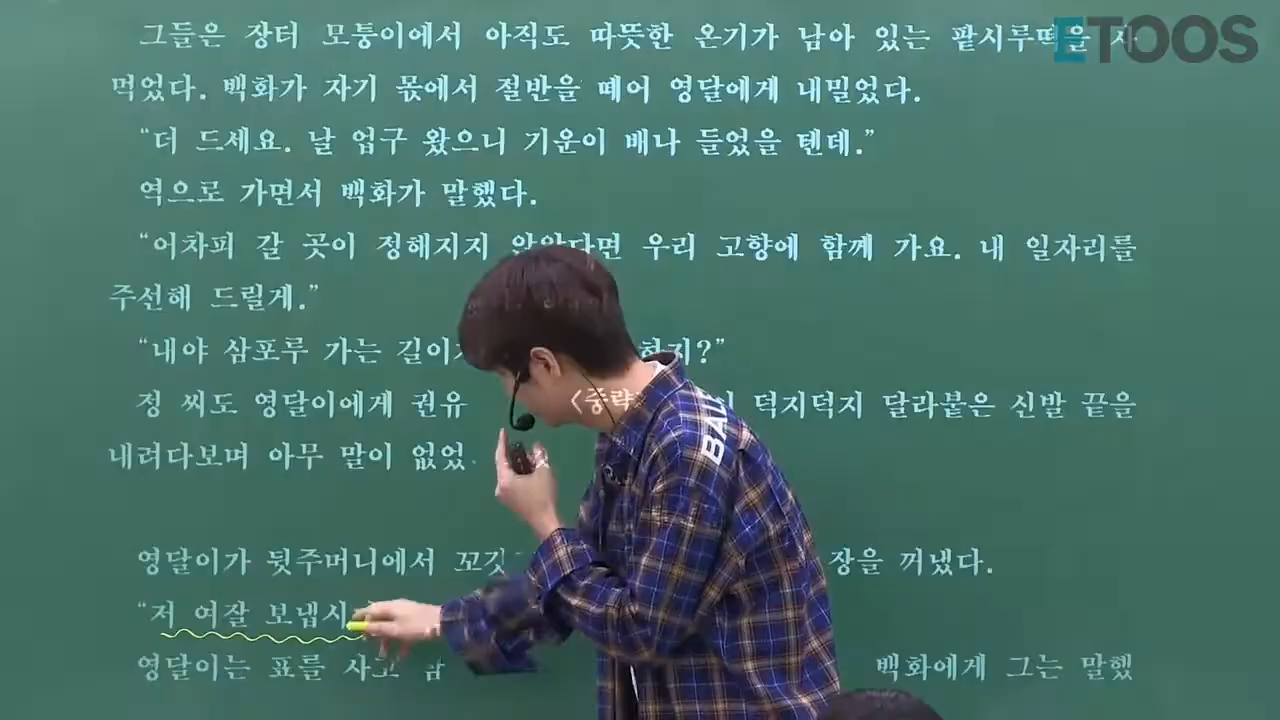 그들은 장터 모퉁이에서 아직도 따뜻한 온기가 남아 있는 팥시루떡을
ETOOS
먹었다. 백화가 자기 몫에서 절반을 떼어 영달에게 내밀었다.
“더 드세요. 날 업구 왔으니 기운이 배나 들었을 텐데.”
역으로 가면서 백화가 말했다.
“어차피 갈 곳이 정해지지 않았다면 우리 고향에 함께 가요. 내 일자리를
주선해 드릴게.”
“내야 삼포루 가는
정 씨도 영달이에게 권유 <중략 덕지덕지 달라붙은 신발 끝을
BAL
내려다보며 아무 말이 없었
영달이가 뒷주머니에서 꼬깃 꺼냈다.
“저 여잘 보냅시
영달이는 표를 사고 백화에게 그는 말했